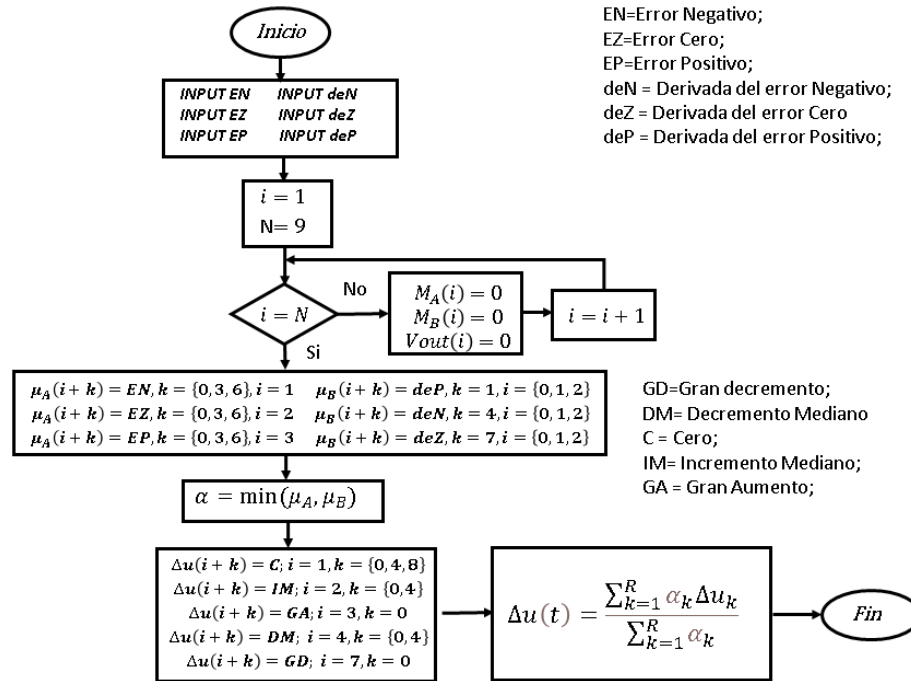 Inicio
INPUT EN INPUT deN
INPUT EZ INPUT deZ
INPUT EP INPUT deP
EN=Error Negativo;
EZ=Error Cero;
EP=Error Positivo;
deN = Derivada del error Negativo;
deZ = Derivada del error Cero
deP = Derivada del error Positivo;
i = 1
N= 9
i = N
No
M_A(i) = 0
M_B(i) = 0
Vout(i) = 0
i = i + 1
Si
μ_A(i + k) = EN, k = {0,3,6}, i = 1 μ_B(i + k) = deP, k = 1, i = {0,1,2}
μ_A(i + k) = EZ, k = {0,3,6}, i = 2 μ_B(i + k) = deN, k = 4, i = {0,1,2}
μ_A(i + k) = EP, k = {0,3,6}, i = 3 μ_B(i + k) = deZ, k = 7, i = {0,1,2}
GD=Gran decremento;
DM= Decremento Mediano
C = Cero;
IM= Incremento Mediano;
GA = Gran Aumento;
α = min(μ_A, μ_B)
Δu(i + k) = C; i = 1, k = {0,4,8}
Δu(i + k) = IM; i = 2, k = {0,4}
Δu(i + k) = GA; i = 3, k = 0
Δu(i + k) = DM; i = 4, k = {0,4}
Δu(i + k) = GD; i = 7, k = 0
Δu(t) = \frac{∑_{k=1}^{R} α_k Δu_k}{∑_{k=1}^{R} α_k}
Fin